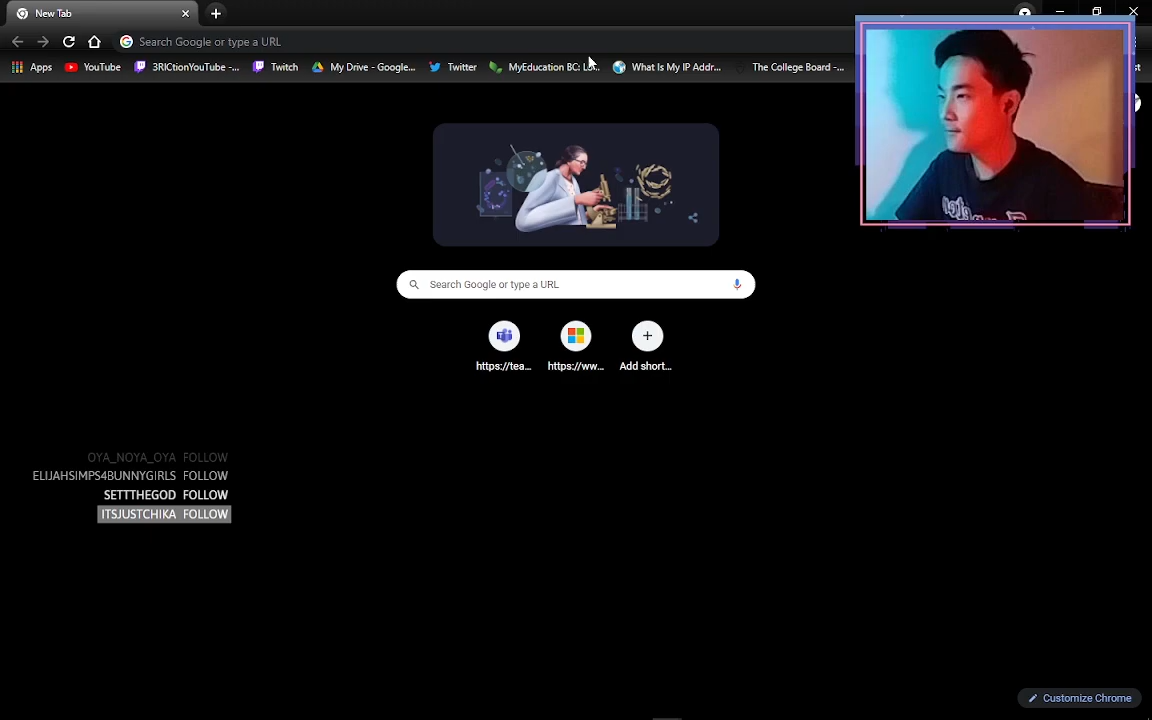 New Tab
Search Google or type a URL
Apps YouTube 3RICtionYouTube -... Twitch My Drive - Google... Twitter MyEducation BC: What Is My IP Addr... The College Board -...
Search Google or type a URL
https://tea... https://ww... Add short...
OYA_NOYA_OYA FOLLOW
ELIJAHSIMPS4BUNNYGIRLS FOLLOW
SETTTHEGOD FOLLOW
ITSJUSTCHIKA FOLLOW
Customize Chrome